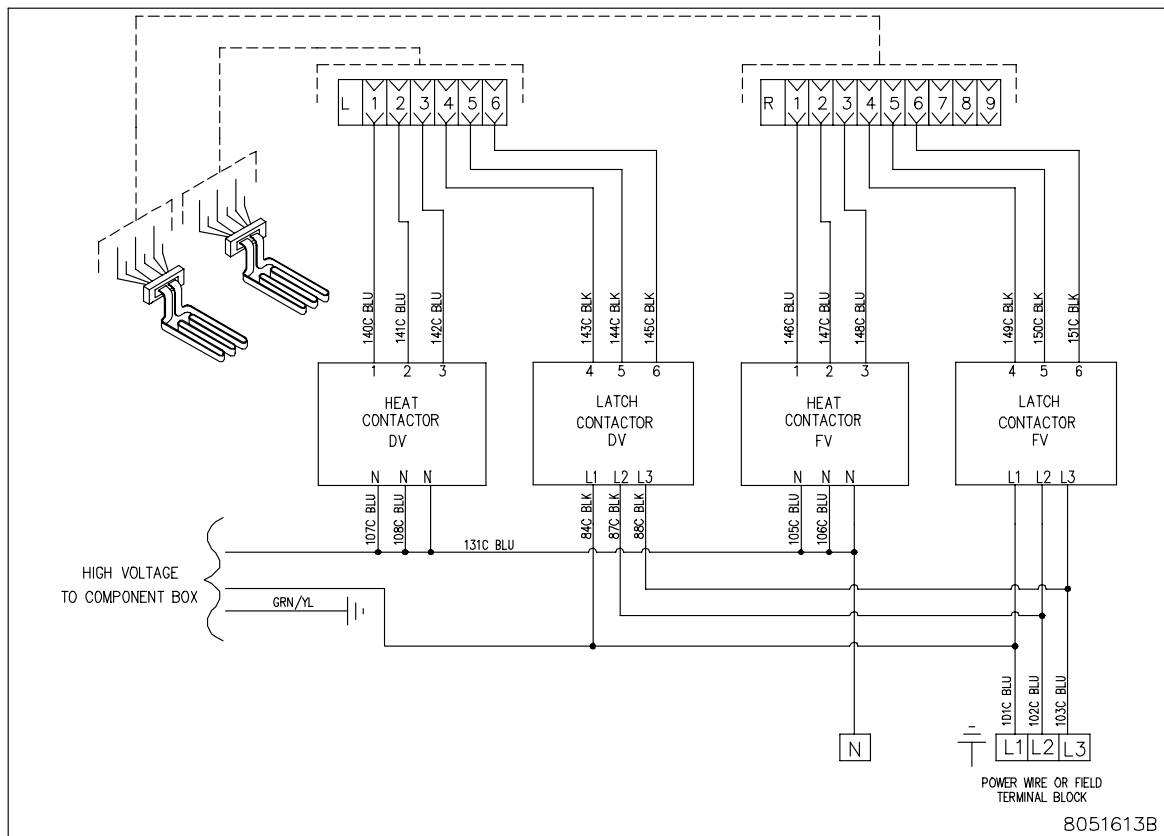 L 1 2 3 4 5 6
R 1 2 3 4 5 6 7 8 9
140C BLU
141C BLU
142C BLU
143C BLK
144C BLK
145C BLK
146C BLU
147C BLU
148C BLU
149C BLK
150C BLK
151C BLK
1 2 3
HEAT
CONTACTOR
DV
N N N
4 5 6
LATCH
CONTACTOR
DV
L1 L2 L3
1 2 3
HEAT
CONTACTOR
FV
N N N
4 5 6
LATCH
CONTACTOR
FV
L1 L2 L3
107C BLU
108C BLU
84C BLK
87C BLK
88C BLK
105C BLU
106C BLU
131C BLU
HIGH VOLTAGE
TO COMPONENT BOX
GRN/YL
101C BLU
102C BLU
103C BLU
N
L1 L2 L3
POWER WIRE OR FIELD
TERMINAL BLOCK
8051613B